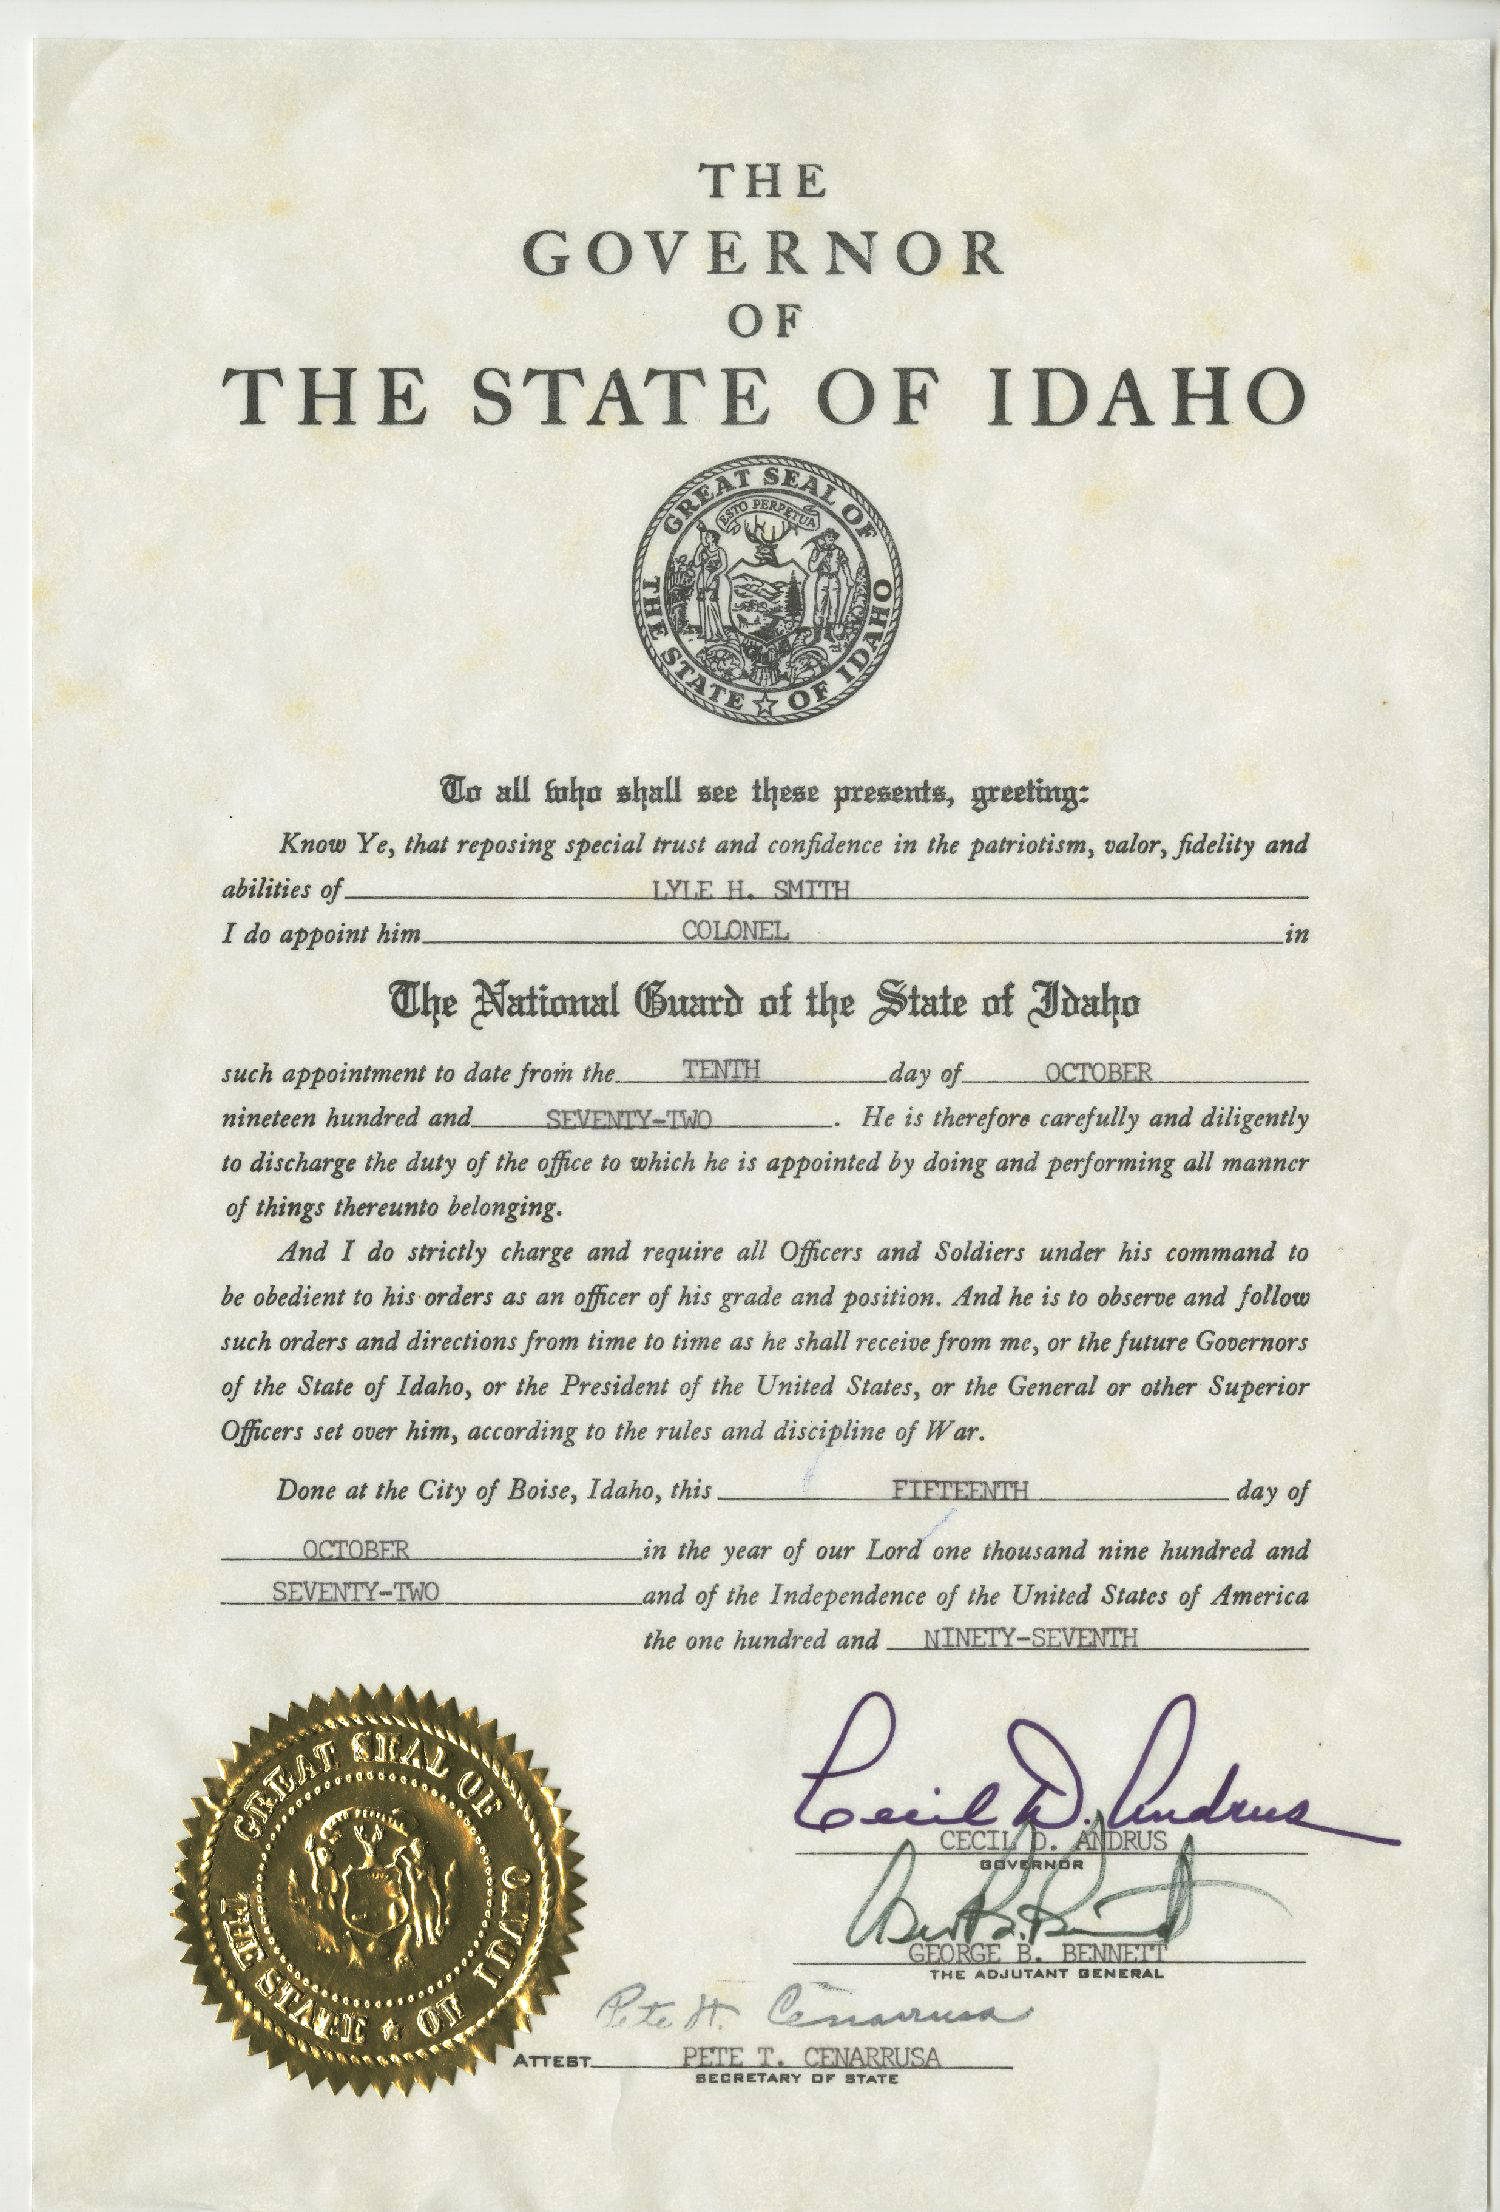 THE
GOVERNOR
OF
THE STATE OF IDAHO
GREAT SEAL OF
ESTO PERPETUA
THE STATE ☆ OF IDAHO
To all who shall see these presents, greeting:
Know Ye, that reposing special trust and confidence in the patriotism, valor, fidelity and
abilities of LYLE H. SMITH
I do appoint him COLONEL in
The National Guard of the State of Idaho
such appointment to date from the TENTH day of OCTOBER
nineteen hundred and SEVENTY-TWO. He is therefore carefully and diligently
to discharge the duty of the office to which he is appointed by doing and performing all manner
of things thereunto belonging.
And I do strictly charge and require all Officers and Soldiers under his command to
be obedient to his orders as an officer of his grade and position. And he is to observe and follow
such orders and directions from time to time as he shall receive from me, or the future Governors
of the State of Idaho, or the President of the United States, or the General or other Superior
Officers set over him, according to the rules and discipline of War.
Done at the City of Boise, Idaho, this FIFTEENTH day of
OCTOBER in the year of our Lord one thousand nine hundred and
SEVENTY-TWO and of the Independence of the United States of America
the one hundred and NINETY-SEVENTH
Cecil D. Andrus
CECIL D. ANDRUS
GOVERNOR
Geo B. Bennett
GEORGE B. BENNETT
THE ADJUTANT GENERAL
GREAT SEAL OF
THE STATE ★ OF IDAHO
Pete T. Cenarrusa
ATTEST PETE T. CENARRUSA
SECRETARY OF STATE